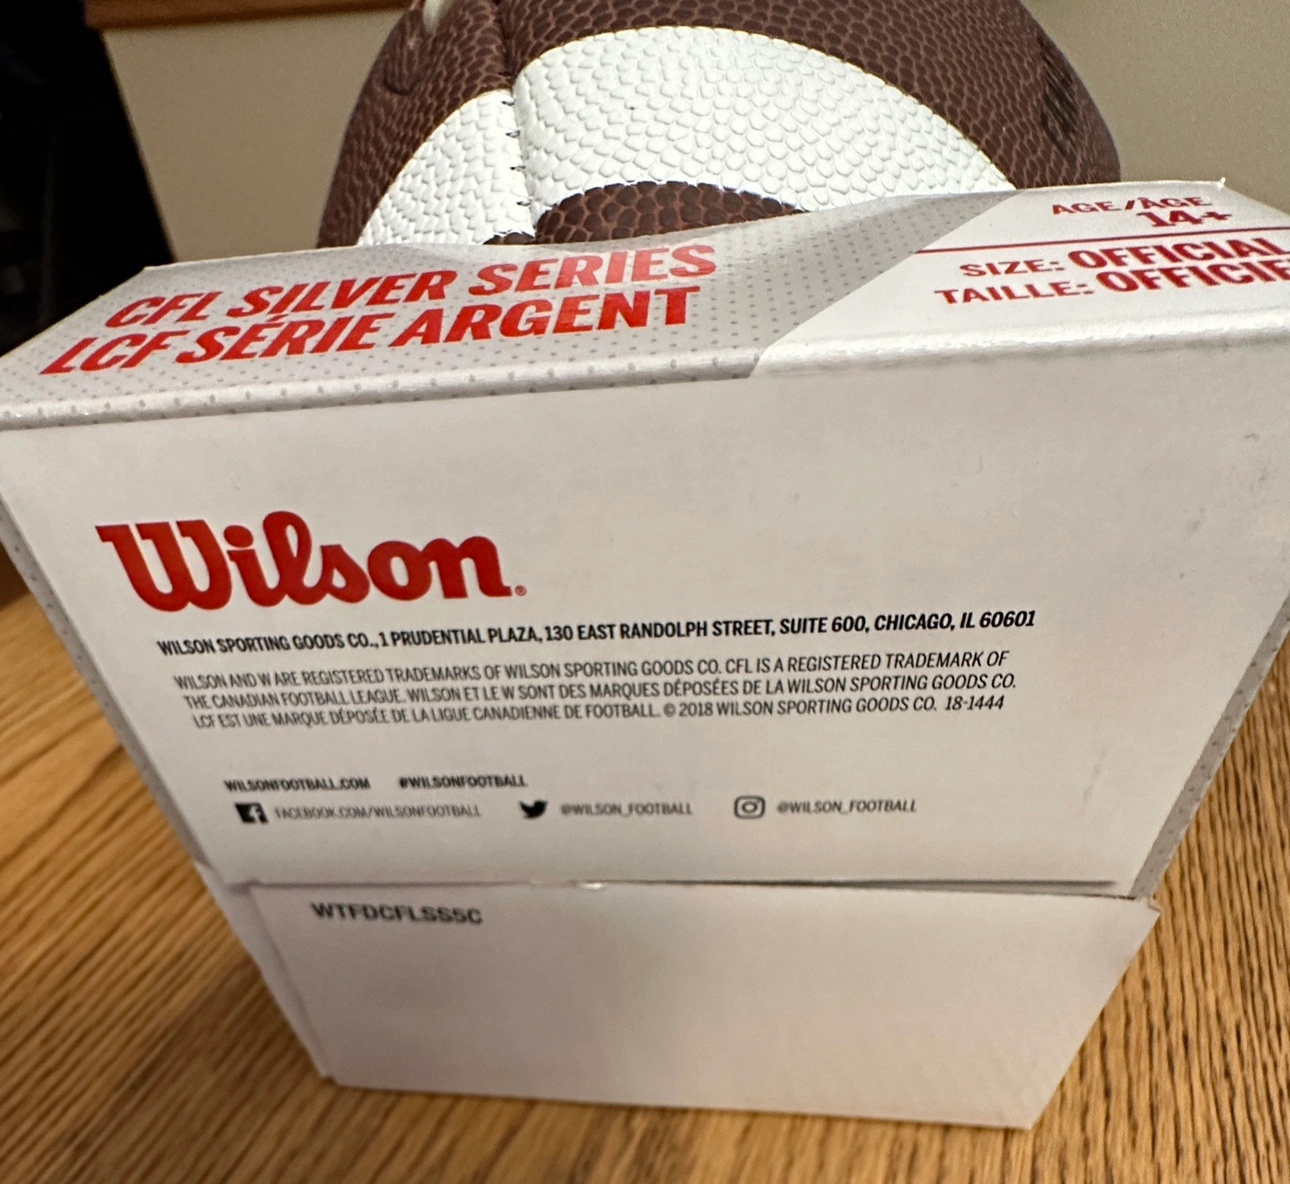 AGE/ÂGE
14+
CFL SILVER SERIES
LCF SÉRIE ARGENT
SIZE: OFFICIAL
TAILLE: OFFICIE
Wilson®
WILSON SPORTING GOODS CO., 1 PRUDENTIAL PLAZA, 130 EAST RANDOLPH STREET, SUITE 600, CHICAGO, IL 60601
WILSON AND W ARE REGISTERED TRADEMARKS OF WILSON SPORTING GOODS CO. CFL IS A REGISTERED TRADEMARK OF
THE CANADIAN FOOTBALL LEAGUE. WILSON ET LE W SONT DES MARQUES DÉPOSÉES DE LA WILSON SPORTING GOODS CO.
LCF EST UNE MARQUE DÉPOSÉE DE LA LIGUE CANADIENNE DE FOOTBALL. © 2018 WILSON SPORTING GOODS CO. 18-1444
WILSONFOOTBALL.COM #WILSONFOOTBALL
FACEBOOK.COM/WILSONFOOTBALL @WILSON_FOOTBALL @WILSON_FOOTBALL
WTFDCFLSS5C